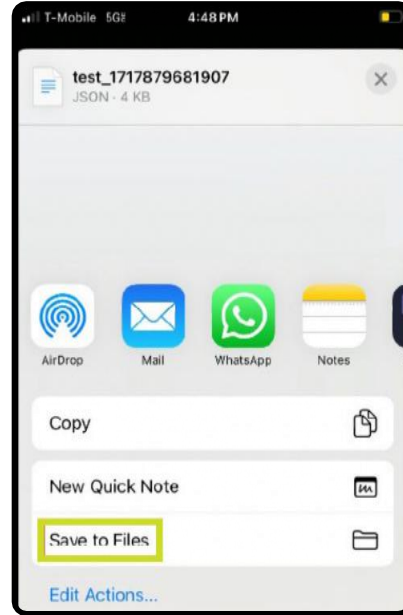 T-Mobile 5G 4:48 PM
test_1717879681907
JSON · 4 KB
AirDrop Mail WhatsApp Notes
Copy
New Quick Note
Save to Files
Edit Actions...